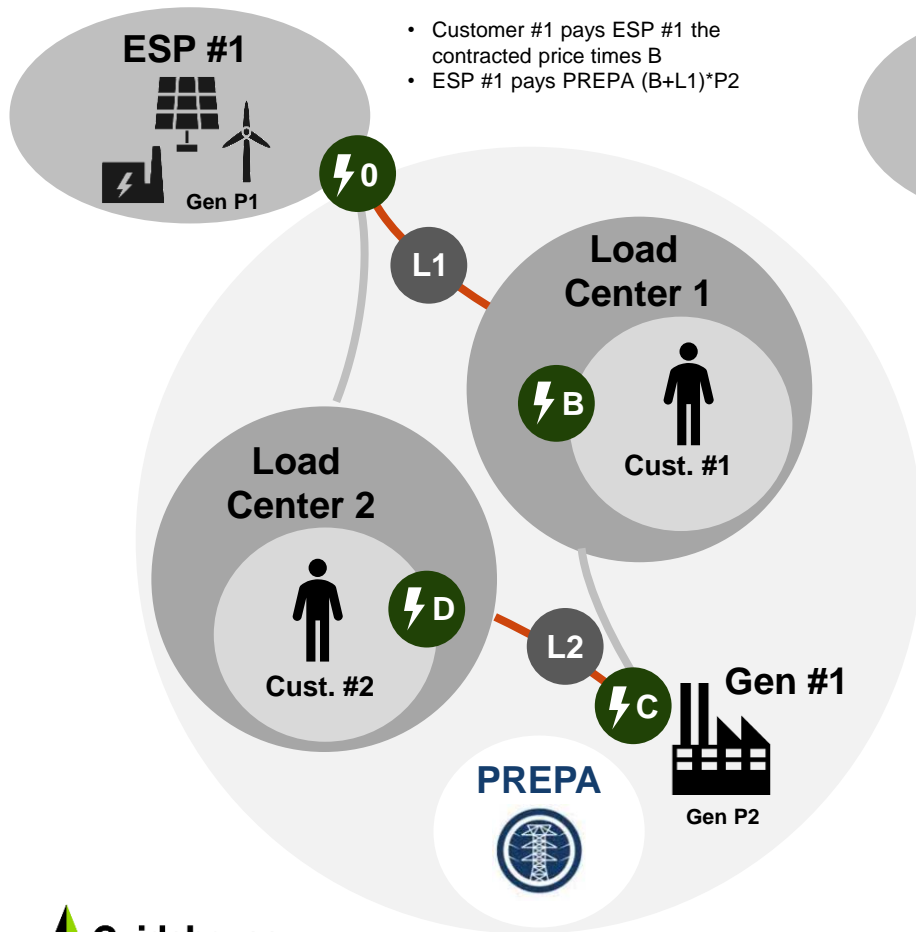 ESP #1
• Customer #1 pays ESP #1 the
contracted price times B
• ESP #1 pays PREPA (B+L1)*P2
Gen P1
0
L1
Load
Center 1
B
Cust. #1
Load
Center 2
D
Cust. #2
L2
C
Gen #1
Gen P2
PREPA